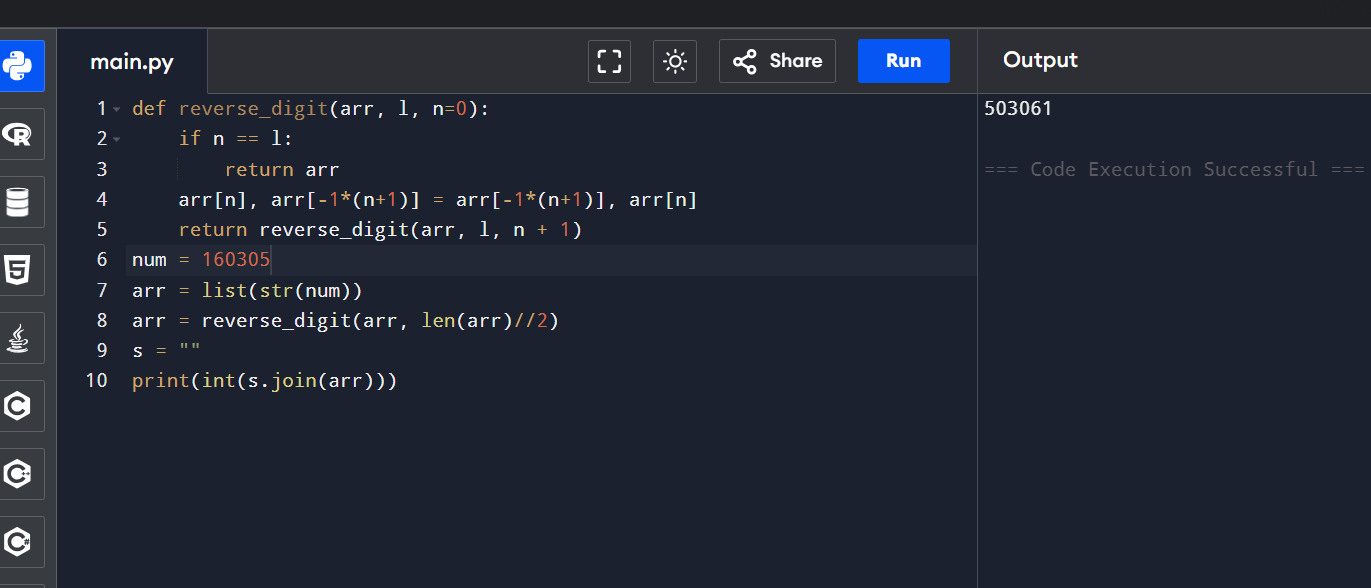 main.py
Share
Run
Output
1 def reverse_digit(arr, l, n=0):
2     if n == l:
3         return arr
4     arr[n], arr[-1*(n+1)] = arr[-1*(n+1)], arr[n]
5     return reverse_digit(arr, l, n + 1)
6 num = 160305
7 arr = list(str(num))
8 arr = reverse_digit(arr, len(arr)//2)
9 s = ""
10 print(int(s.join(arr)))
503061
=== Code Execution Successful ===
R
5
C
C++
C#